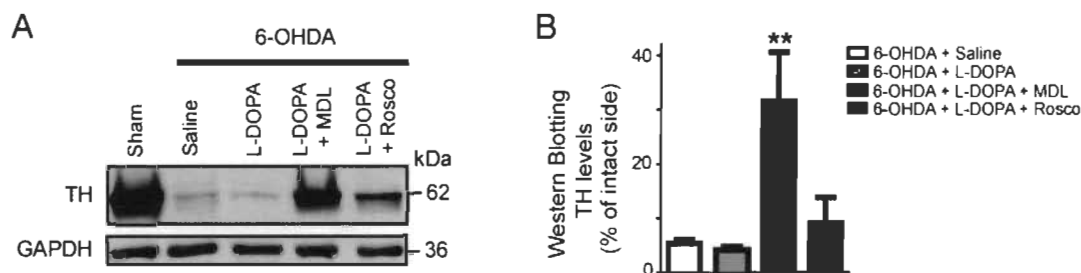 A
6-OHDA
Sham
Saline
L-DOPA
L-DOPA
+ MDL
L-DOPA
+ Rosco
kDa
TH
62
GAPDH
36
B
Western Blotting
TH levels
(% of intact side)
40
20
0
**
6-OHDA + Saline
6-OHDA + L-DOPA
6-OHDA + L-DOPA + MDL
6-OHDA + L-DOPA + Rosco